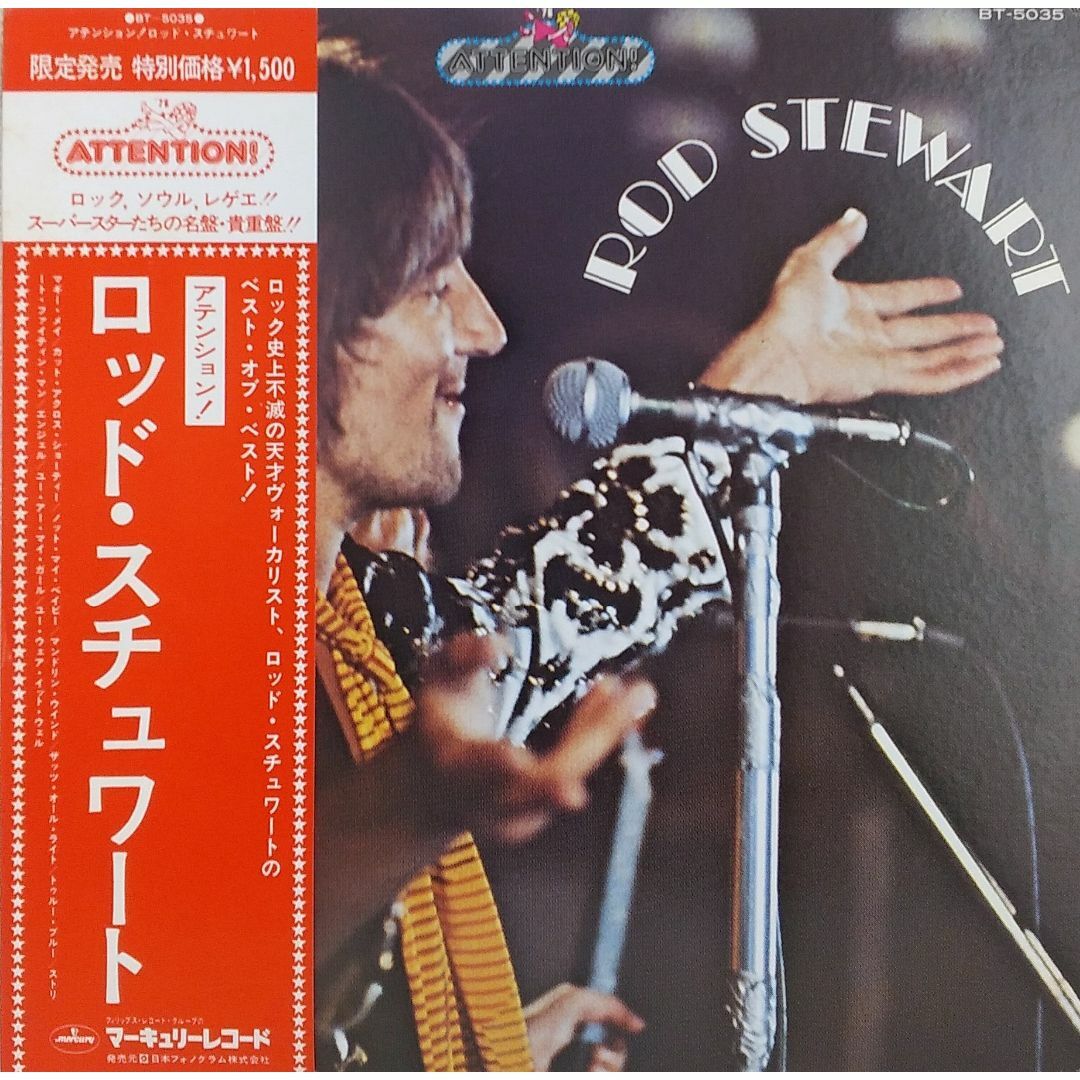 ●BT-5035●
アテンション!/ロッド・スチュワート
限定発売 特別価格¥1,500
ATTENTION!
ロック, ソウル, レゲエ!!
スーパースターたちの名盤・貴重盤!!
ロック史上不滅の天才ヴォーカリスト、ロッド・スチュワートの
ベスト・オブ・ベスト!
アテンション!
ロッド・スチュワート
マギー・メイ/カット・アクロス・ショーティー/ノット・マイ・ベイビー/マンドリン・ウインド/ザッツ・オール・ライト/トゥルー・ブルー/ストリ
ート・ファイティン・マン/エンジェル/ユー・アー・マイ・ガール/ユー・ウェア・イット・ウェル
mercury
フィリップス・レコード・グループの
マーキュリーレコード
発売元 日本フォノグラム株式会社
BT-5035
ATTENTION!
ROD STEWART